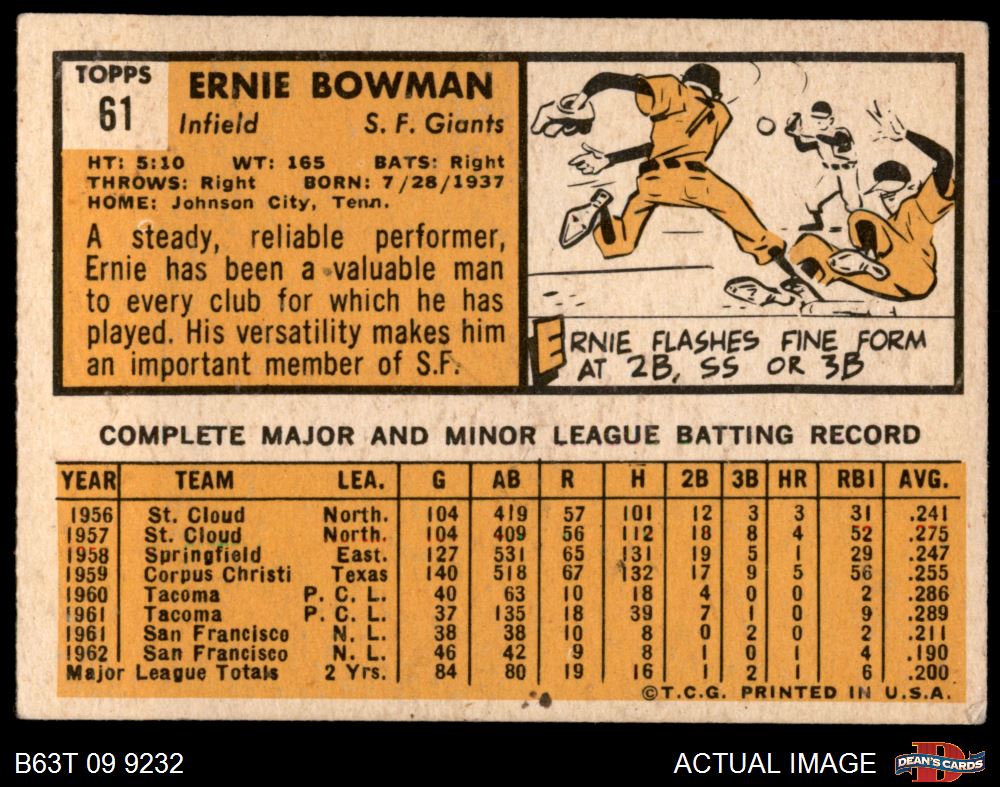 TOPPS
61
ERNIE BOWMAN
Infield S. F. Giants
HT: 5:10 WT: 165 BATS: Right
THROWS: Right BORN: 7/28/1937
HOME: Johnson City, Tenn.
A steady, reliable performer,
Ernie has been a valuable man
to every club for which he has
played. His versatility makes him
an important member of S.F.
ERNIE FLASHES FINE FORM
AT 2B, SS OR 3B
COMPLETE MAJOR AND MINOR LEAGUE BATTING RECORD
YEAR TEAM LEA. G AB R H 2B 3B HR RBI AVG.
1956 St. Cloud North. 104 419 57 101 12 3 3 31 .241
1957 St. Cloud North. 104 409 56 112 18 8 4 52 .275
1958 Springfield East. 127 531 65 131 19 5 1 29 .247
1959 Corpus Christi Texas 140 518 67 132 17 9 5 56 .255
1960 Tacoma P. C. L. 40 63 10 18 4 0 0 2 .286
1961 Tacoma P. C. L. 37 135 18 39 7 1 0 9 .289
1961 San Francisco N. L. 38 38 10 8 0 2 0 2 .211
1962 San Francisco N. L. 46 42 9 8 1 0 1 4 .190
Major League Totals 2 Yrs. 84 80 19 16 1 2 1 6 .200
©T.C.G. PRINTED IN U.S.A.
B63T 09 9232 ACTUAL IMAGE
DEAN'S CARDS